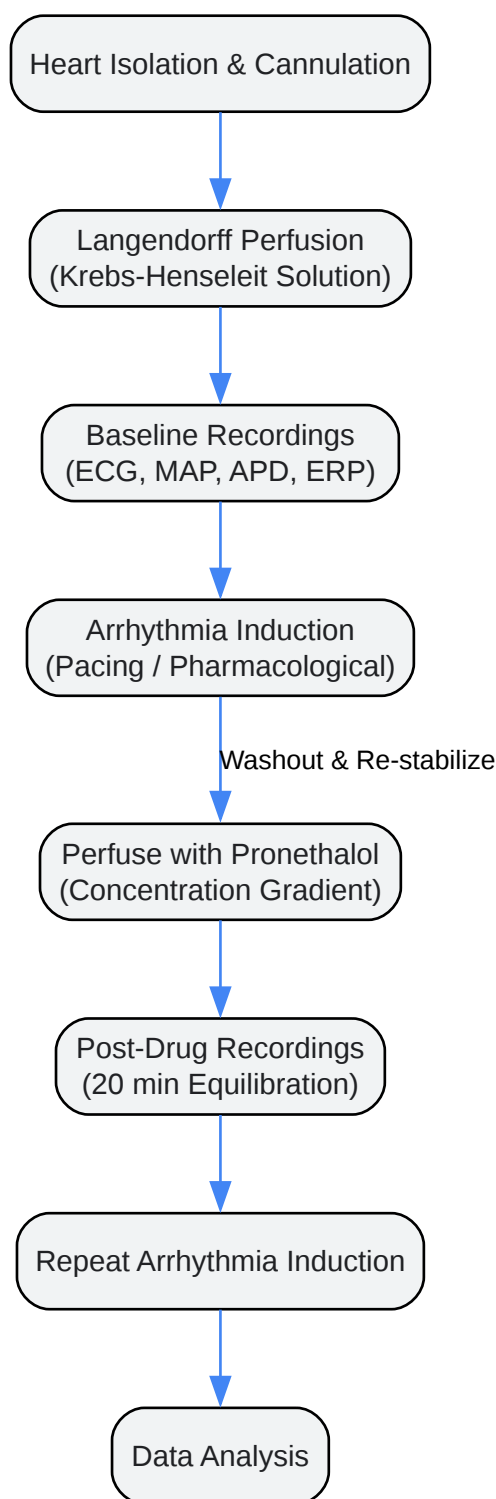 Heart Isolation & Cannulation
Langendorff Perfusion
(Krebs-Henseleit Solution)
Baseline Recordings
(ECG, MAP, APD, ERP)
Arrhythmia Induction
(Pacing / Pharmacological)
Washout & Re-stabilize
Perfuse with Pronethalol
(Concentration Gradient)
Post-Drug Recordings
(20 min Equilibration)
Repeat Arrhythmia Induction
Data Analysis